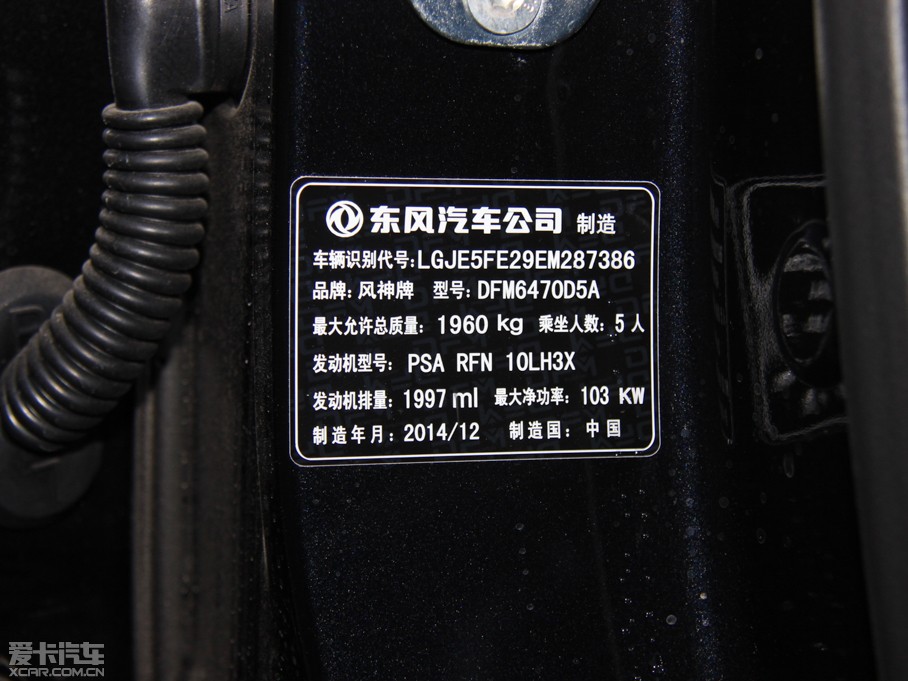 东风汽车公司 制造
车辆识别代号:LGJE5FE29EM287386
品牌: 风神牌 型号: DFM6470D5A
最大允许总质量: 1960 kg 乘坐人数: 5 人
发动机型号: PSA RFN 10LH3X
发动机排量: 1997 ml 最大净功率: 103 KW
制造年月: 2014/12 制造国: 中国
爱卡汽车
XCAR.COM.CN